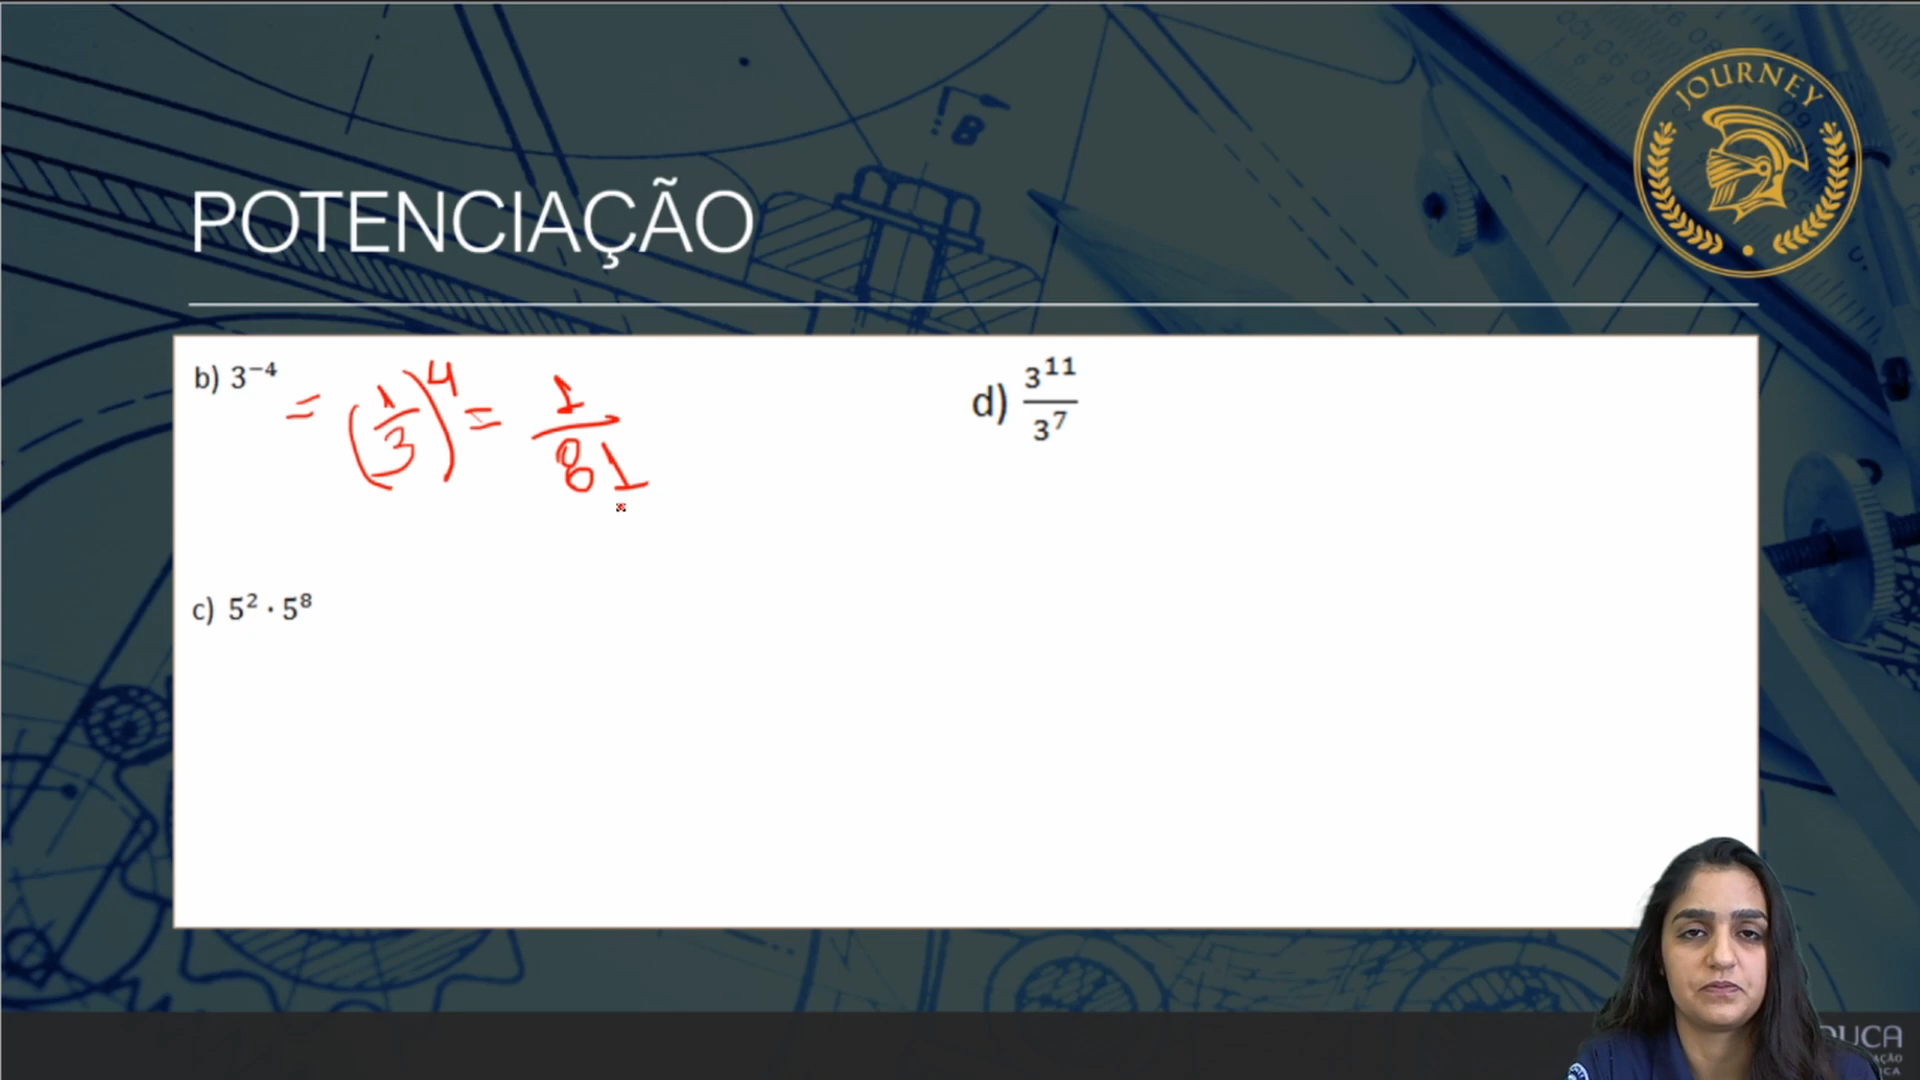 JOURNEY
B
POTENCIAÇÃO
b) 3⁻⁴ = (1/3)⁴ = 1/81
d) 3¹¹/3⁷
c) 5² · 5⁸